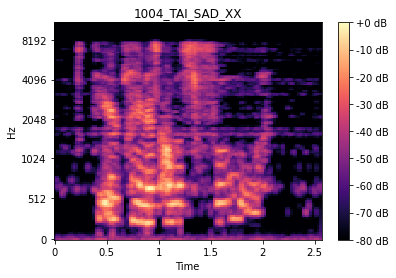 1004_TAI_SAD_XX
+0 dB
8192
-10 dB
4096
-20 dB
-30 dB
2048
Hz
-40 dB
1024
-50 dB
512
-60 dB
-70 dB
0
-80 dB
0 0.5 1 1.5 2 2.5
Time